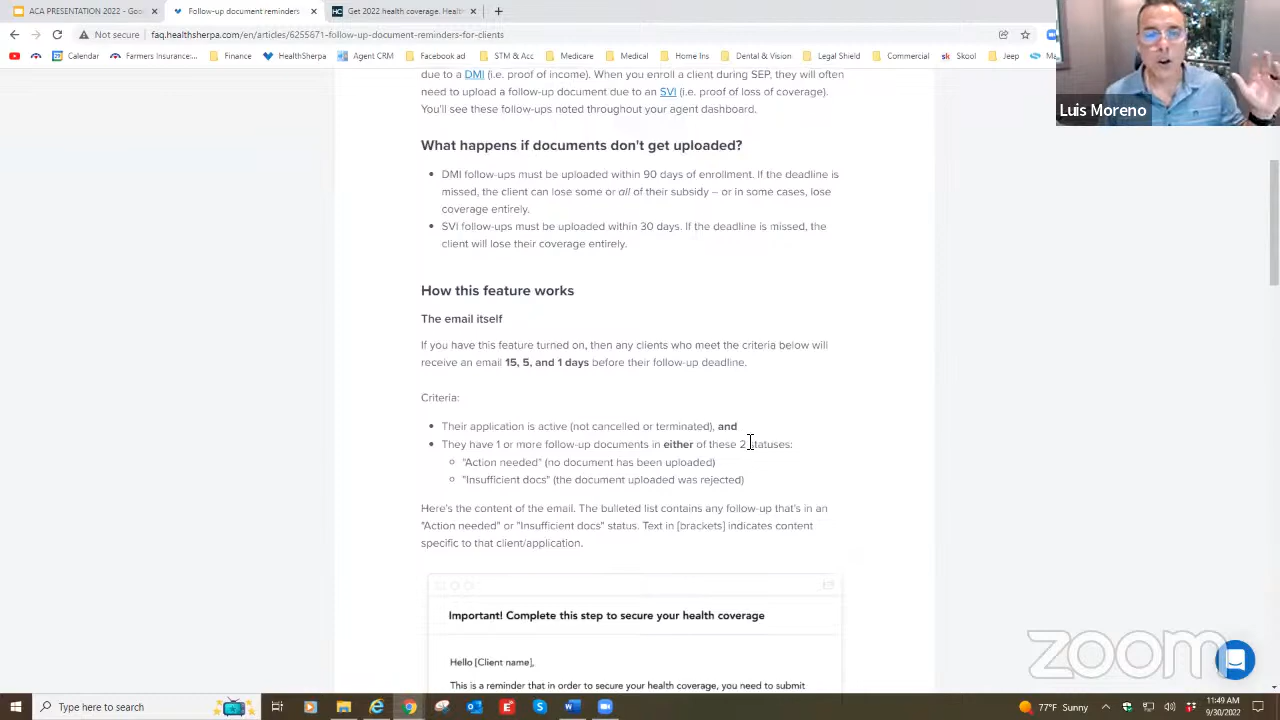 ACA PRESENTATION 2022 - Goo
Follow-up document reminders
Get 2022 health coverage. Health
Not secure
faq.healthsherpa.com/en/articles/6255671-follow-up-document-reminders-for-clients
Calendar
Farmers Insurance:...
Finance
HealthSherpa
Agent CRM
Facebook ad
STM & Acc
Medicare
Medical
Home Ins
Dental & Vision
Legal Shield
Commercial
Skool
Jeep
Ma
Luis Moreno
due to a DMI (i.e. proof of income). When you enroll a client during SEP, they will often
need to upload a follow-up document due to an SVI (i.e. proof of loss of coverage).
You'll see these follow-ups noted throughout your agent dashboard.
What happens if documents don't get uploaded?
DMI follow-ups must be uploaded within 90 days of enrollment. If the deadline is
missed, the client can lose some or all of their subsidy – or in some cases, lose
coverage entirely.
SVI follow-ups must be uploaded within 30 days. If the deadline is missed, the
client will lose their coverage entirely.
How this feature works
The email itself
If you have this feature turned on, then any clients who meet the criteria below will
receive an email 15, 5, and 1 days before their follow-up deadline.
Criteria:
Their application is active (not cancelled or terminated), and
They have 1 or more follow-up documents in either of these 2 statuses:
"Action needed" (no document has been uploaded)
"Insufficient docs" (the document uploaded was rejected)
Here's the content of the email. The bulleted list contains any follow-up that's in an
"Action needed" or "Insufficient docs" status. Text in [brackets] indicates content
specific to that client/application.
Important! Complete this step to secure your health coverage
Hello [Client name],
This is a reminder that in order to secure your health coverage, you need to submit
zoom
Type here to search
77°F Sunny
11:49 AM
9/30/2022